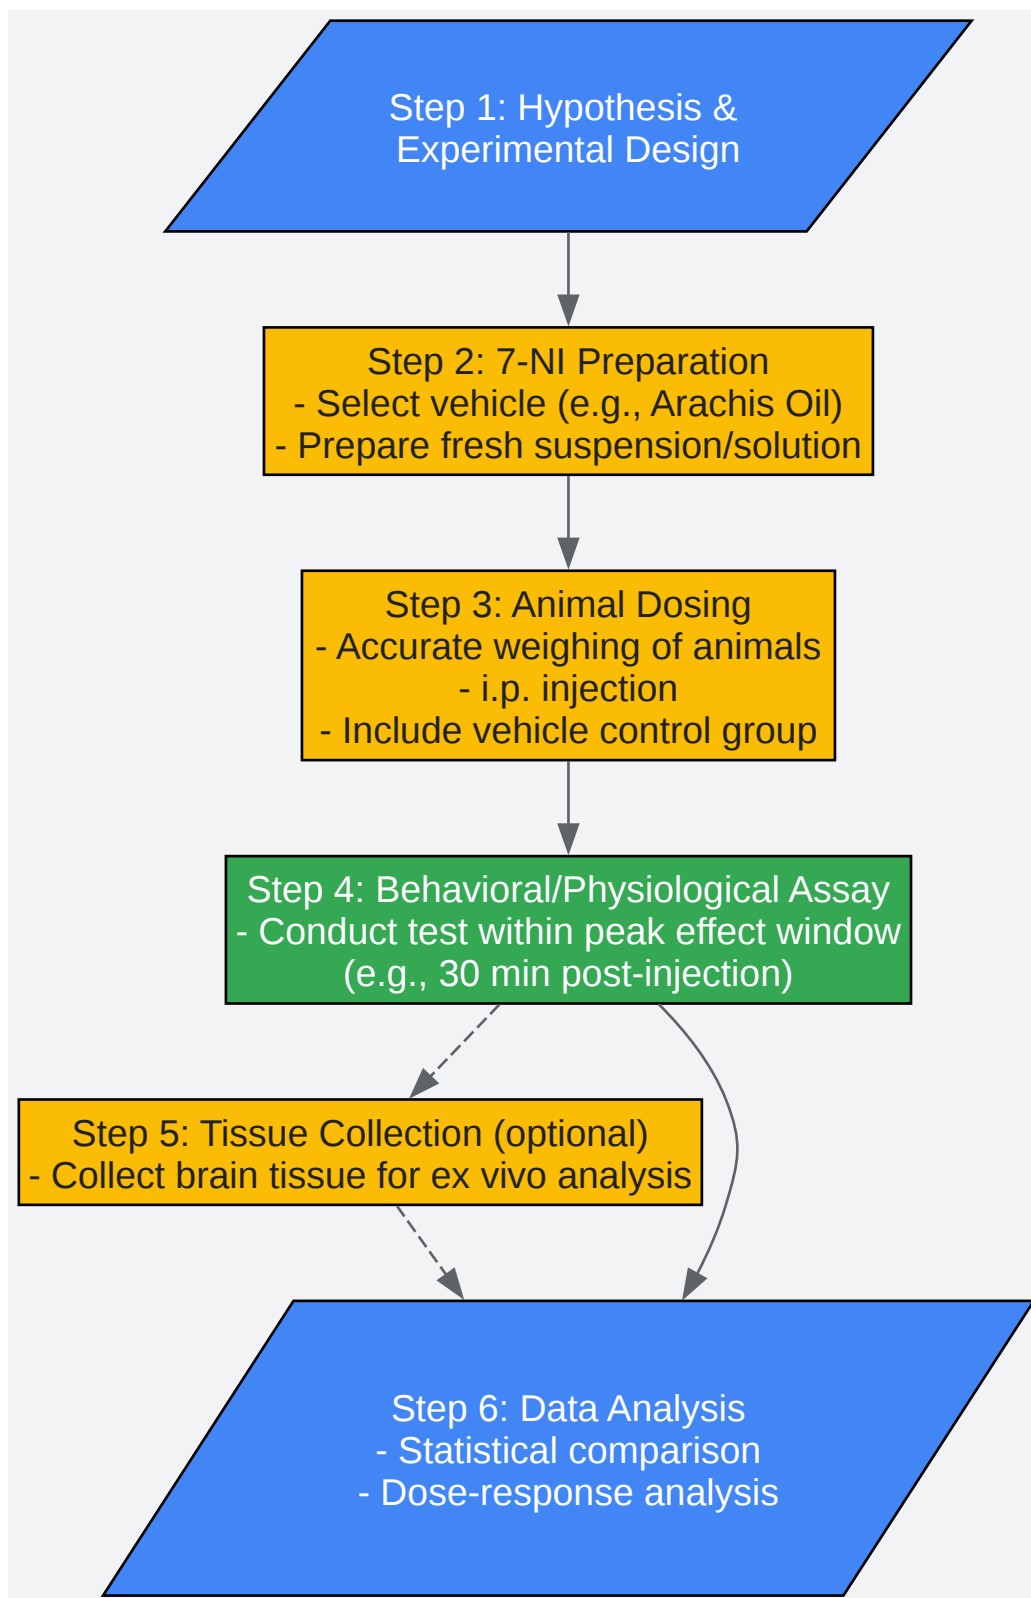 Step 1: Hypothesis &
Experimental Design
Step 2: 7-NI Preparation
- Select vehicle (e.g., Arachis Oil)
- Prepare fresh suspension/solution
Step 3: Animal Dosing
- Accurate weighing of animals
- i.p. injection
- Include vehicle control group
Step 4: Behavioral/Physiological Assay
- Conduct test within peak effect window
(e.g., 30 min post-injection)
Step 5: Tissue Collection (optional)
- Collect brain tissue for ex vivo analysis
Step 6: Data Analysis
- Statistical comparison
- Dose-response analysis